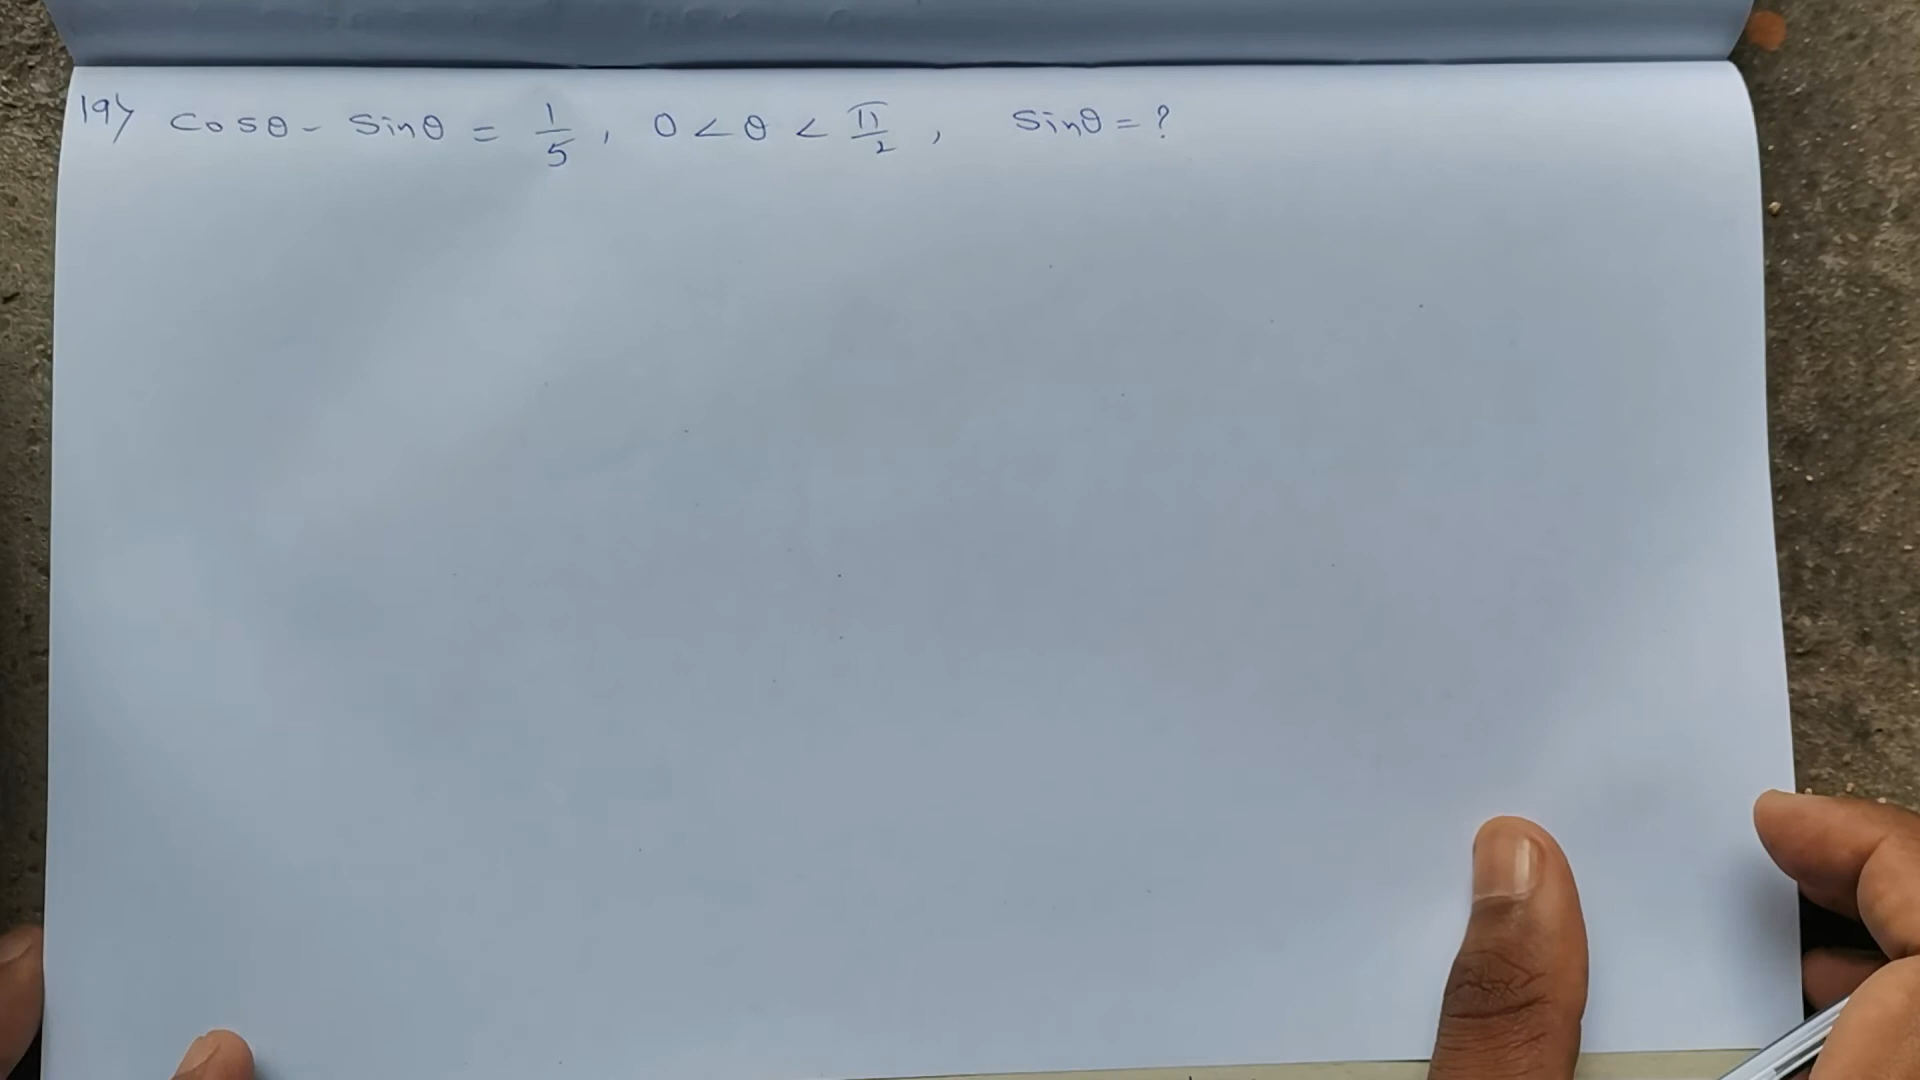 19) cosθ - sinθ = 1/5, 0 < θ < π/2, sinθ = ?